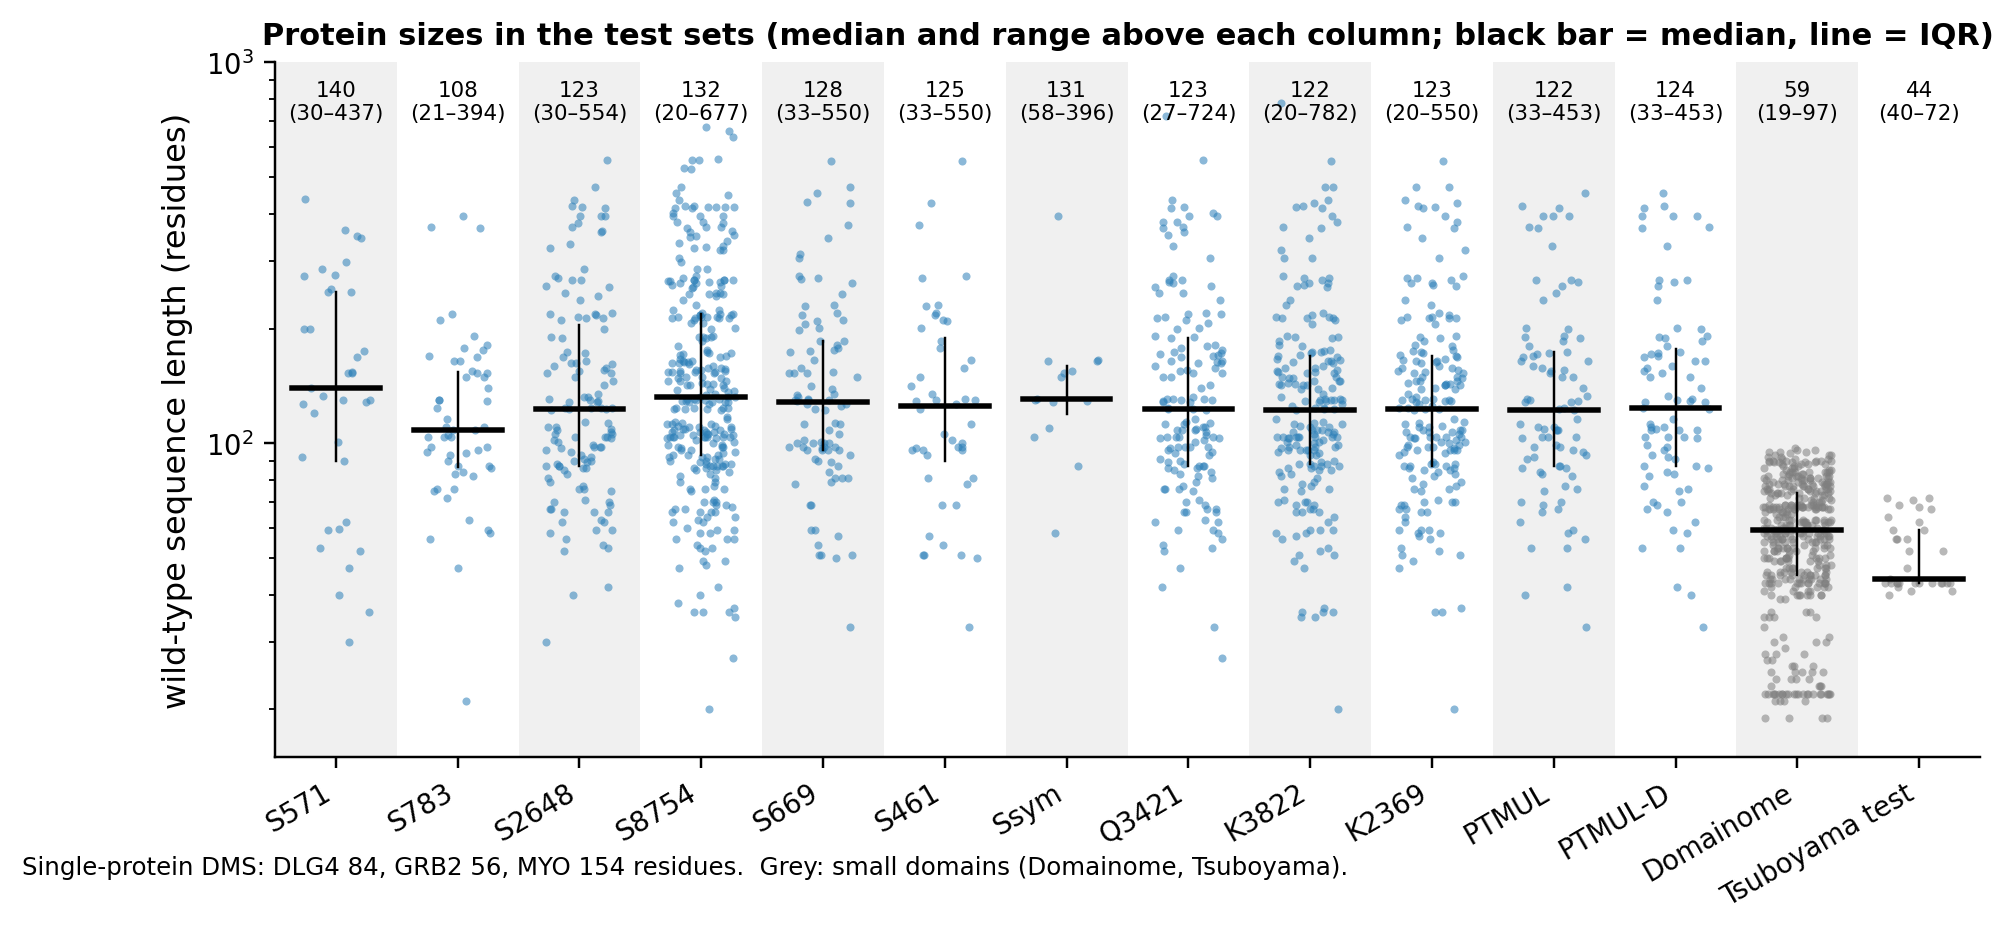 Protein sizes in the test sets (median and range above each column; black bar = median, line = IQR)
10³
140 108 123 132 128 125 131 123 122 123 122 124 59 44
(30–437) (21–394) (30–554) (20–677) (33–550) (33–550) (58–396) (27–724) (20–782) (20–550) (33–453) (33–453) (19–97) (40–72)
wild-type sequence length (residues)
10²
S571 S783 S2648 S8754 S669 S461 Ssym Q3421 K3822 K2369 PTMUL PTMUL-D Domainome Tsuboyama test
Single-protein DMS: DLG4 84, GRB2 56, MYO 154 residues.  Grey: small domains (Domainome, Tsuboyama).